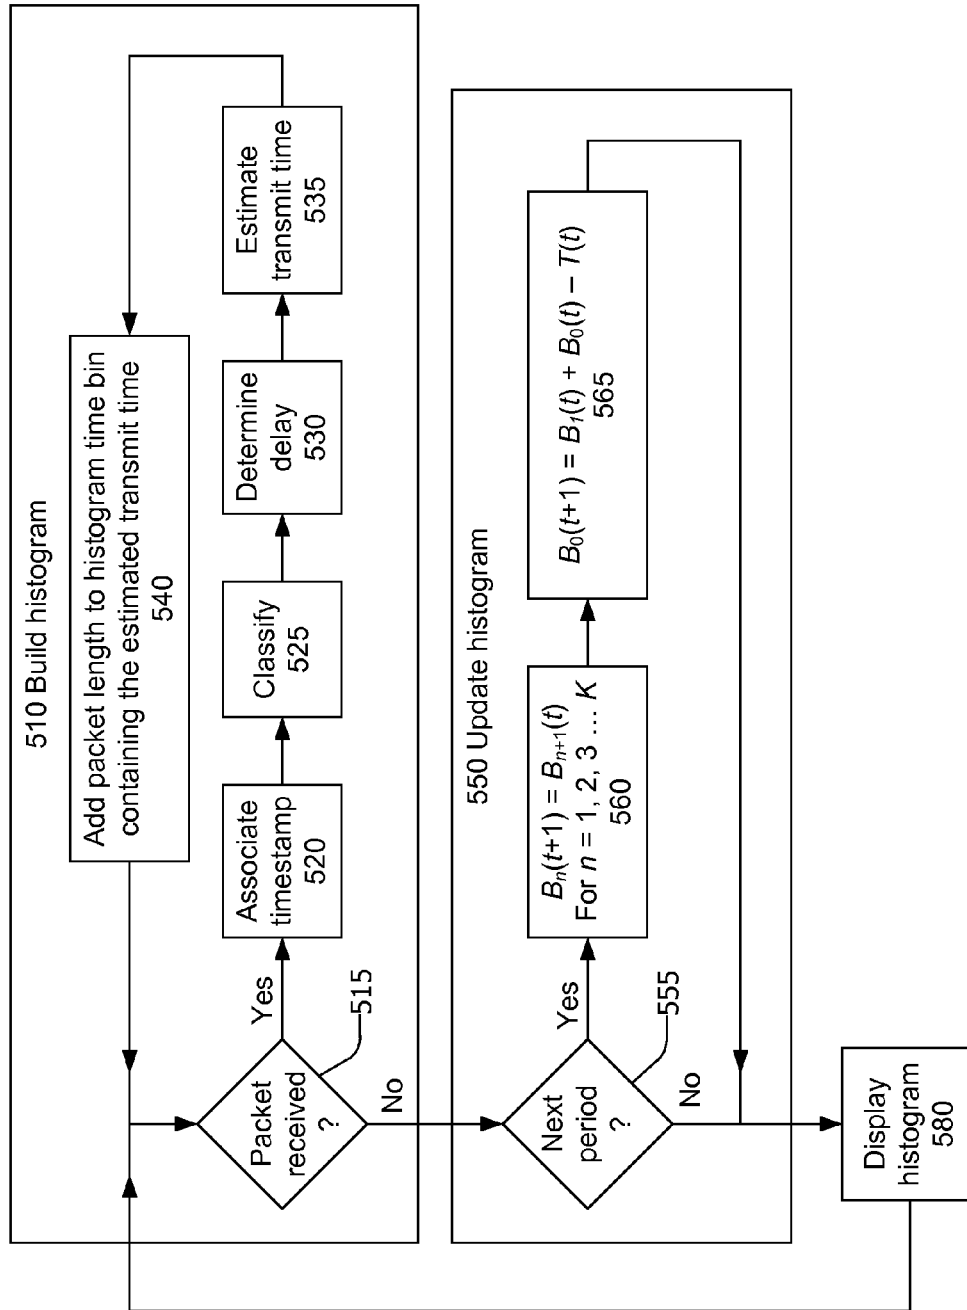 510 Build histogram
Packet
received
?
515
Yes
No
Associate
timestamp
520
Classify
525
Determine
delay
530
Estimate
transmit time
535
Add packet length to histogram time bin
containing the estimated transmit time
540
550 Update histogram
Next
period
?
555
Yes
No
Bₙ(t+1) = Bₙ₊₁(t)
For n = 1, 2, 3 ... K
560
B₀(t+1) = B₁(t) + B₀(t) − T(t)
565
Display
histogram
580